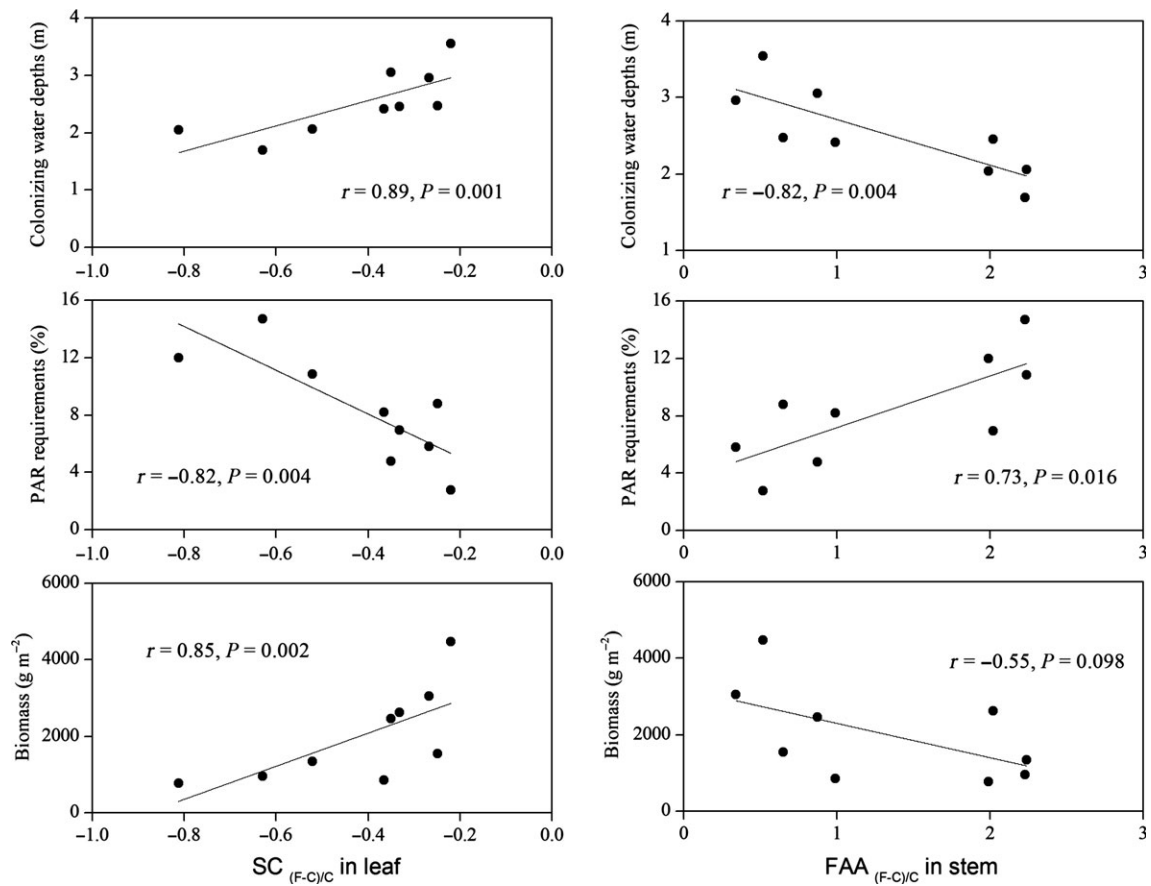 4
3
2
1
0
Colonizing water depths (m)
r = 0.89, P = 0.001
–1.0 –0.8 –0.6 –0.4 –0.2 0.0
4
3
2
1
Colonizing water depths (m)
r = –0.82, P = 0.004
0 1 2 3
16
12
8
4
0
PAR requirements (%)
r = –0.82, P = 0.004
–1.0 –0.8 –0.6 –0.4 –0.2 0.0
16
12
8
4
0
PAR requirements (%)
r = 0.73, P = 0.016
0 1 2 3
6000
4000
2000
0
Biomass (g m⁻²)
r = 0.85, P = 0.002
–1.0 –0.8 –0.6 –0.4 –0.2 0.0
SC (F-C)/C in leaf
6000
4000
2000
0
Biomass (g m⁻²)
r = –0.55, P = 0.098
0 1 2 3
FAA (F-C)/C in stem